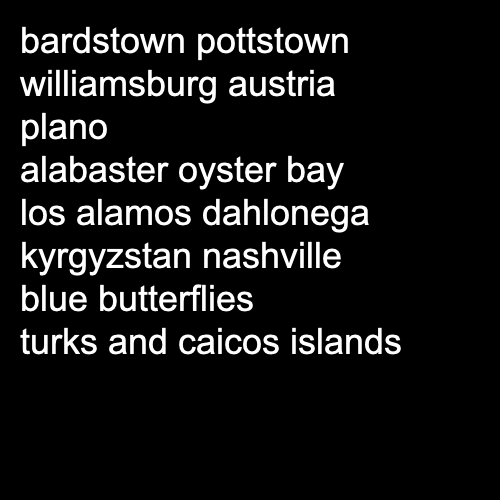 bardstown pottstown
williamsburg austria
plano
alabaster oyster bay
los alamos dahlonega
kyrgyzstan nashville
blue butterflies
turks and caicos islands